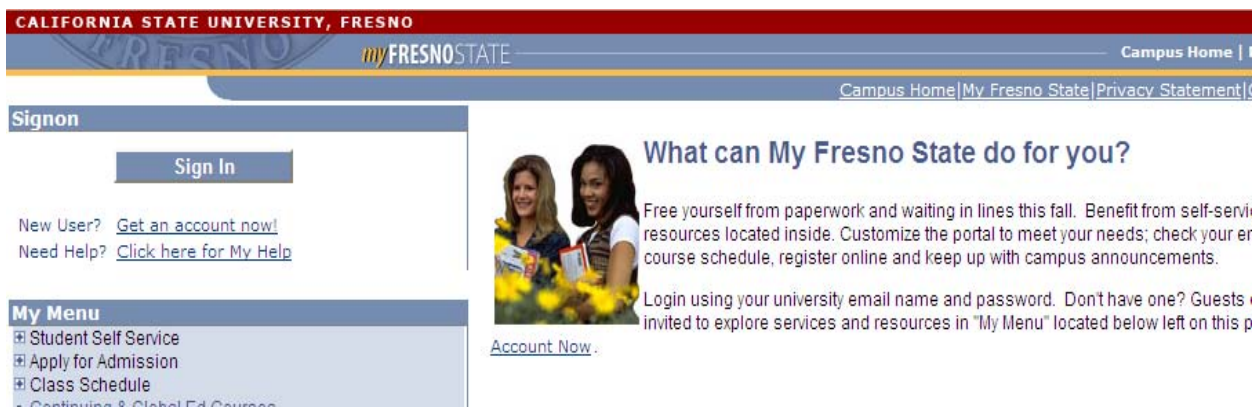 CALIFORNIA STATE UNIVERSITY, FRESNO
FRESNO
myFRESNOSTATE
Campus Home |
Campus Home|My Fresno State|Privacy Statement|
Signon
Sign In
New User? Get an account now!
Need Help? Click here for My Help
My Menu
Student Self Service
Apply for Admission
Class Schedule
Continuing & Global Ed Courses
What can My Fresno State do for you?
Free yourself from paperwork and waiting in lines this fall. Benefit from
resources located inside. Customize the portal to meet your needs; check your
course schedule, register online and keep up with campus announcements.
Login using your university email name and password. Don't have one? Guests
invited to explore services and resources in "My Menu" located below left on this
Account Now.